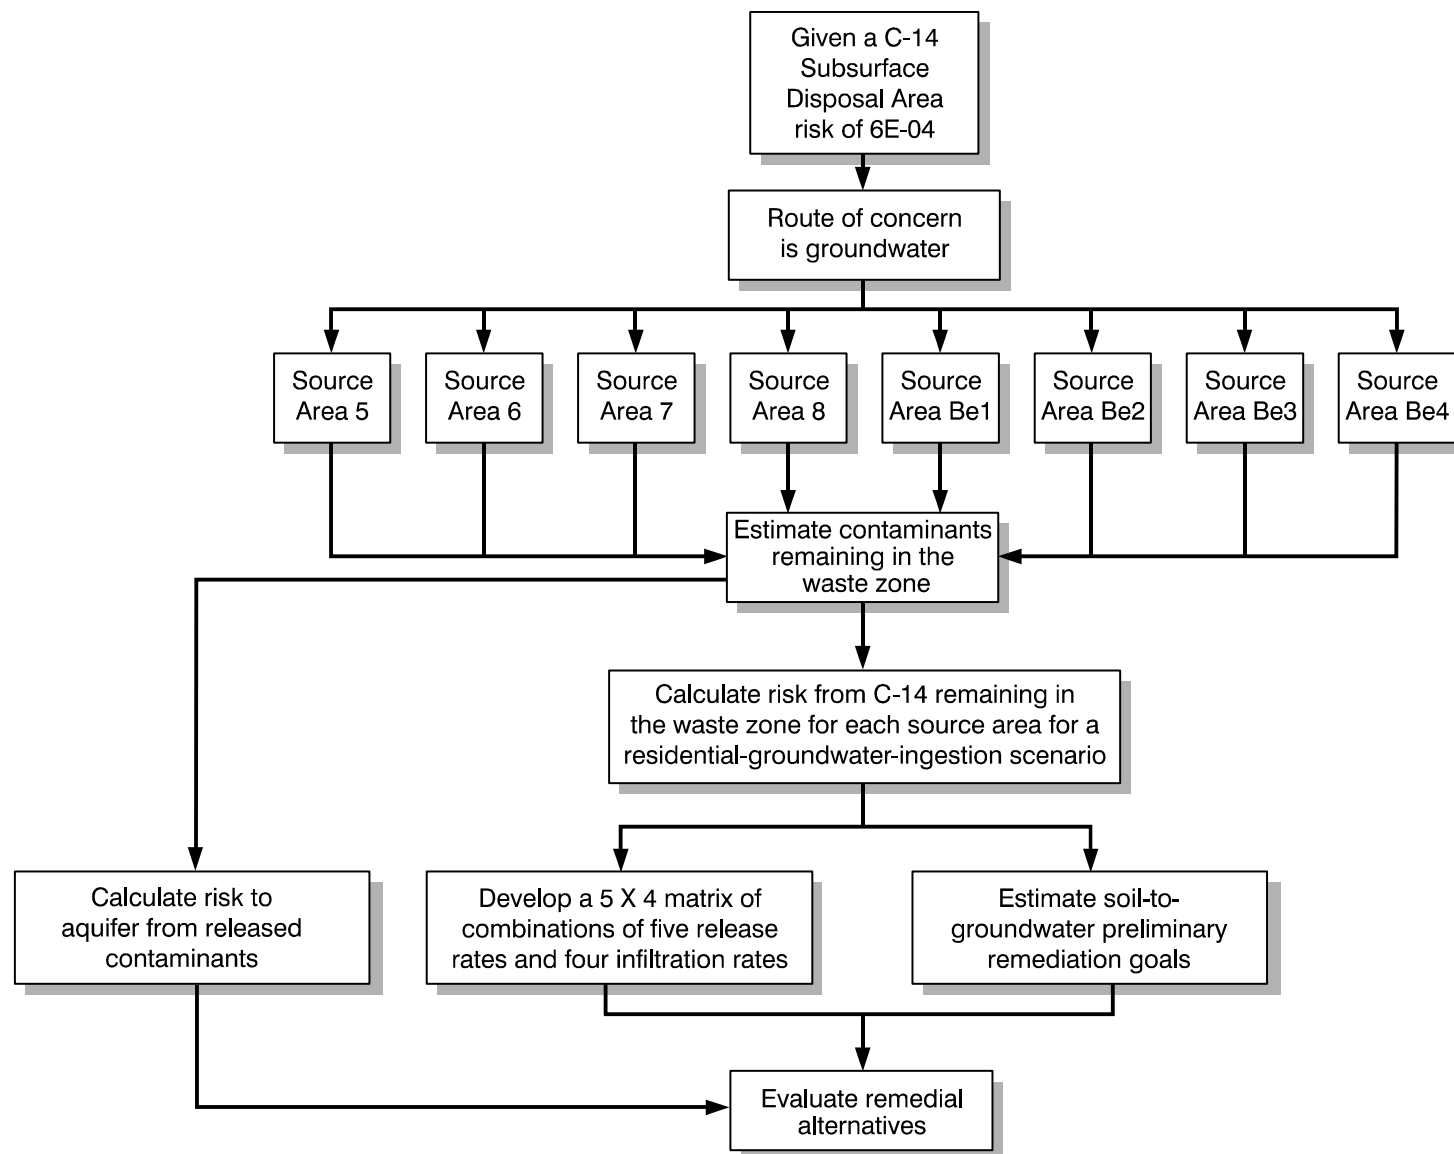 Given a C-14
Subsurface
Disposal Area
risk of 6E-04
Route of concern
is groundwater
Source
Area 5
Source
Area 6
Source
Area 7
Source
Area 8
Source
Area Be1
Source
Area Be2
Source
Area Be3
Source
Area Be4
Estimate contaminants
remaining in the
waste zone
Calculate risk from C-14 remaining in
the waste zone for each source area for a
residential-groundwater-ingestion scenario
Calculate risk to
aquifer from released
contaminants
Develop a 5 X 4 matrix of
combinations of five release
rates and four infiltration rates
Estimate soil-to-
groundwater preliminary
remediation goals
Evaluate remedial
alternatives